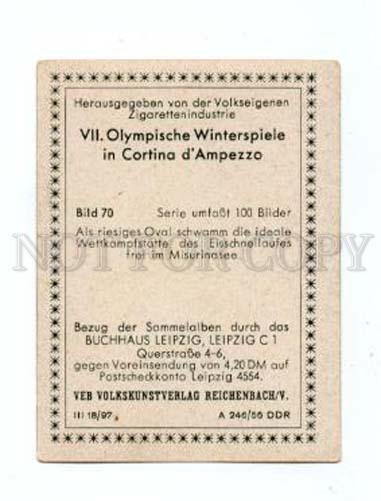 Herausgegeben von der Volkseigenen
Zigarettenindustrie
VII. Olympische Winterspiele
in Cortina d'Ampezzo
Bild 70 Serie umfaßt 100 Bilder
Als riesiges Oval schwamm die ideale
Wettkampfstätte des Eisschnellaufes
frei im Misurinasee.
NOT FOR COPY
Bezug der Sammelalben durch das
BUCHHAUS LEIPZIG, LEIPZIG C 1
Querstraße 4-6,
gegen Voreinsendung von 4,20 DM auf
Postscheckkonto Leipzig 4554.
VEB VOLKSKUNSTVERLAG REICHENBACH/V.
III 18/97 A 246/56 DDR